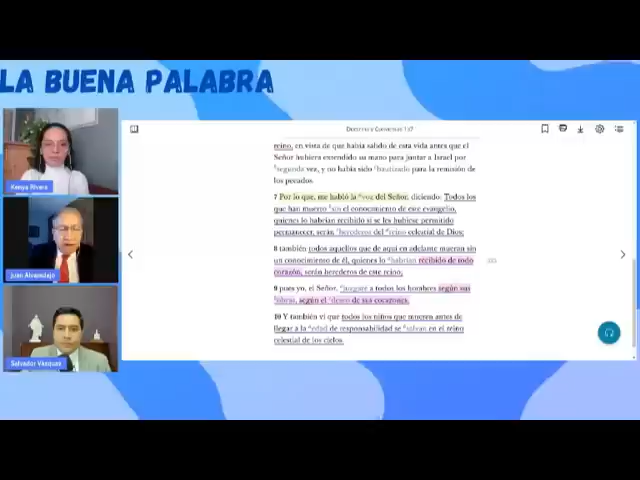 LA BUENA PALABRA
Doctrina y Convenios 137
reino, en vista de que había salido de esta vida antes que el
Señor hubiera extendido su mano para juntar a Israel por
segunda vez, y no había sido bautizado para la remisión de
los pecados.
7 Por lo que, me habló la voz del Señor, diciendo: Todos los
que han muerto sin el conocimiento de este evangelio,
quienes lo habrían recibido si se les hubiese permitido
permanecer, serán herederos del reino celestial de Dios;
8 también todos aquellos que de aquí en adelante mueran sin
un conocimiento de él, quienes lo habrían recibido de todo
corazón, serán herederos de este reino;
9 pues yo, el Señor, juzgaré a todos los hombres según sus
obras, según el deseo de sus corazones.
10 Y también vi que todos los niños que mueren antes de
llegar a la edad de responsabilidad se salvan en el reino
celestial de los cielos.
Kenya Rivera
Juan
Salvador Vázquez